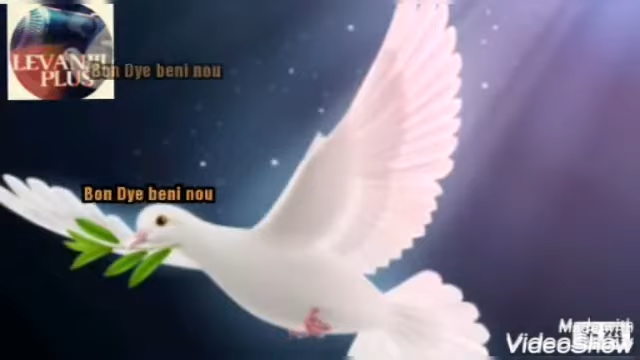 LEVANJIL
PLUS
Bon Dye beni nou
Bon Dye beni nou
Made with
VideoShow